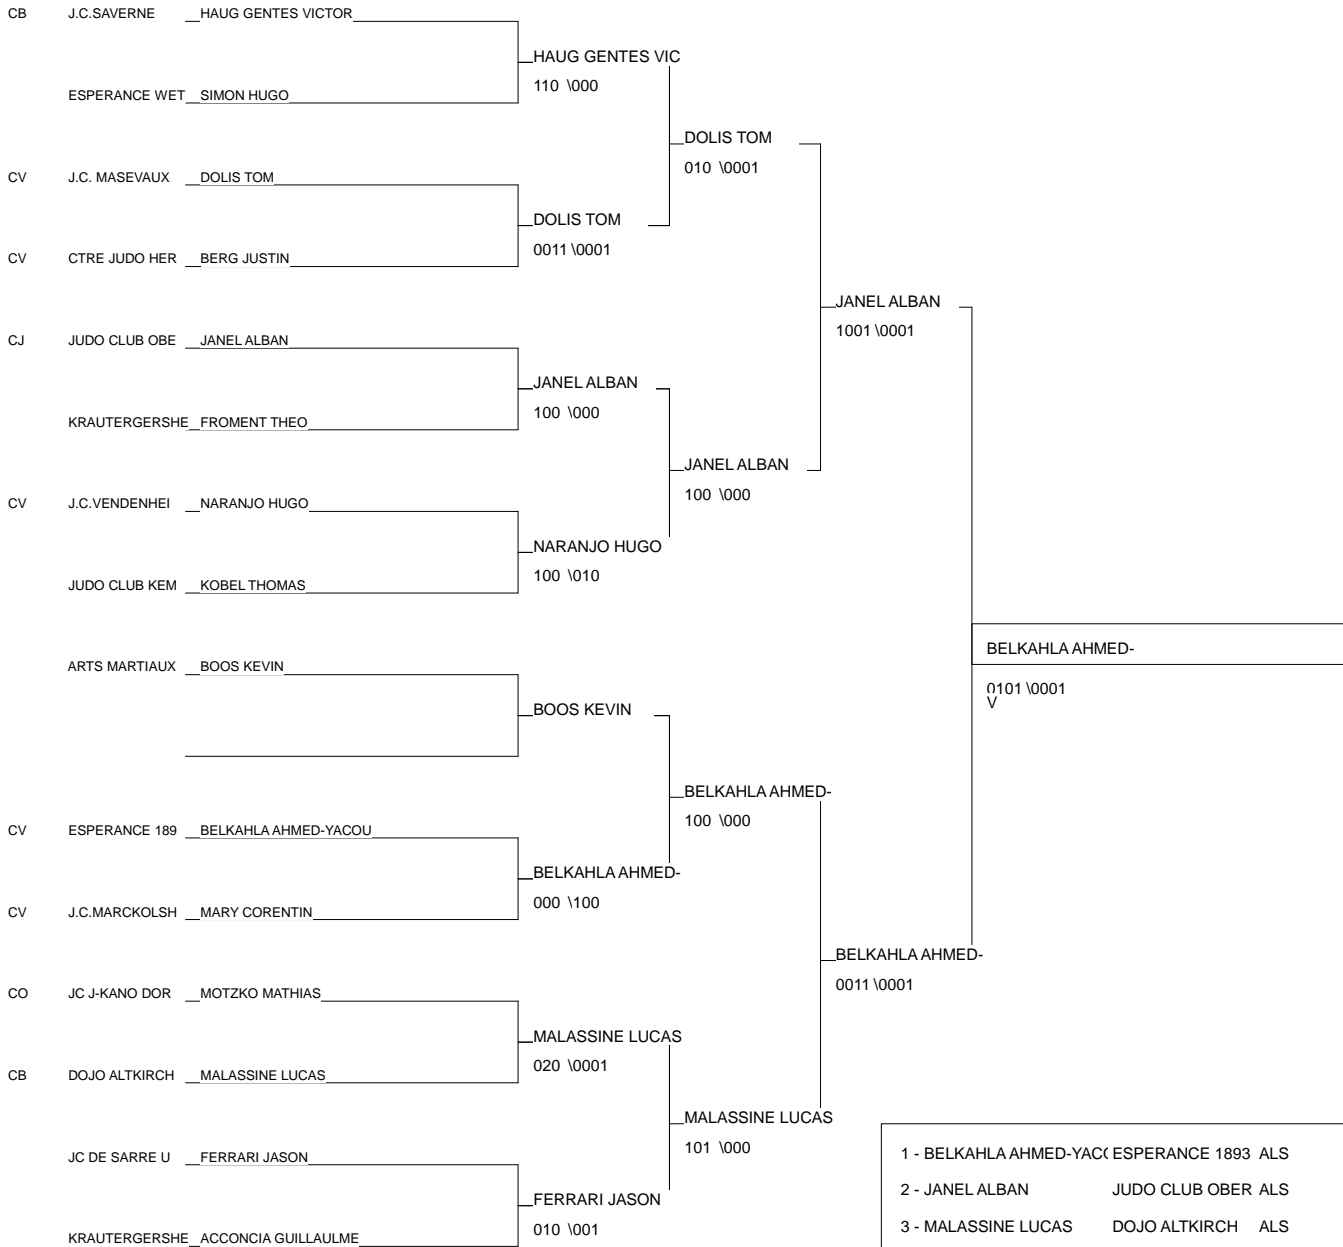 CB J.C.SAVERNE HAUG GENTES VICTOR
HAUG GENTES VIC
110 \000
ESPERANCE WET SIMON HUGO
DOLIS TOM
010 \0001
CV J.C. MASEVAUX DOLIS TOM
DOLIS TOM
0011 \0001
CV CTRE JUDO HER BERG JUSTIN
JANEL ALBAN
1001 \0001
CJ JUDO CLUB OBE JANEL ALBAN
JANEL ALBAN
100 \000
KRAUTERGERSHE FROMENT THEO
JANEL ALBAN
100 \000
CV J.C.VENDENHEI NARANJO HUGO
NARANJO HUGO
100 \010
JUDO CLUB KEM KOBEL THOMAS
BELKAHLA AHMED-
0101 \0001
V
ARTS MARTIAUX BOOS KEVIN
BOOS KEVIN
BELKAHLA AHMED-
100 \000
CV ESPERANCE 189 BELKAHLA AHMED-YACOU
BELKAHLA AHMED-
000 \100
CV J.C.MARCKOLSH MARY CORENTIN
BELKAHLA AHMED-
0011 \0001
CO JC J-KANO DOR MOTZKO MATHIAS
MALASSINE LUCAS
020 \0001
CB DOJO ALTKIRCH MALASSINE LUCAS
MALASSINE LUCAS
101 \000
JC DE SARRE U FERRARI JASON
FERRARI JASON
010 \001
KRAUTERGERSHE ACCONCIA GUILLAULME
1 - BELKAHLA AHMED-YAC ESPERANCE 1893 ALS
2 - JANEL ALBAN JUDO CLUB OBER ALS
3 - MALASSINE LUCAS DOJO ALTKIRCH ALS